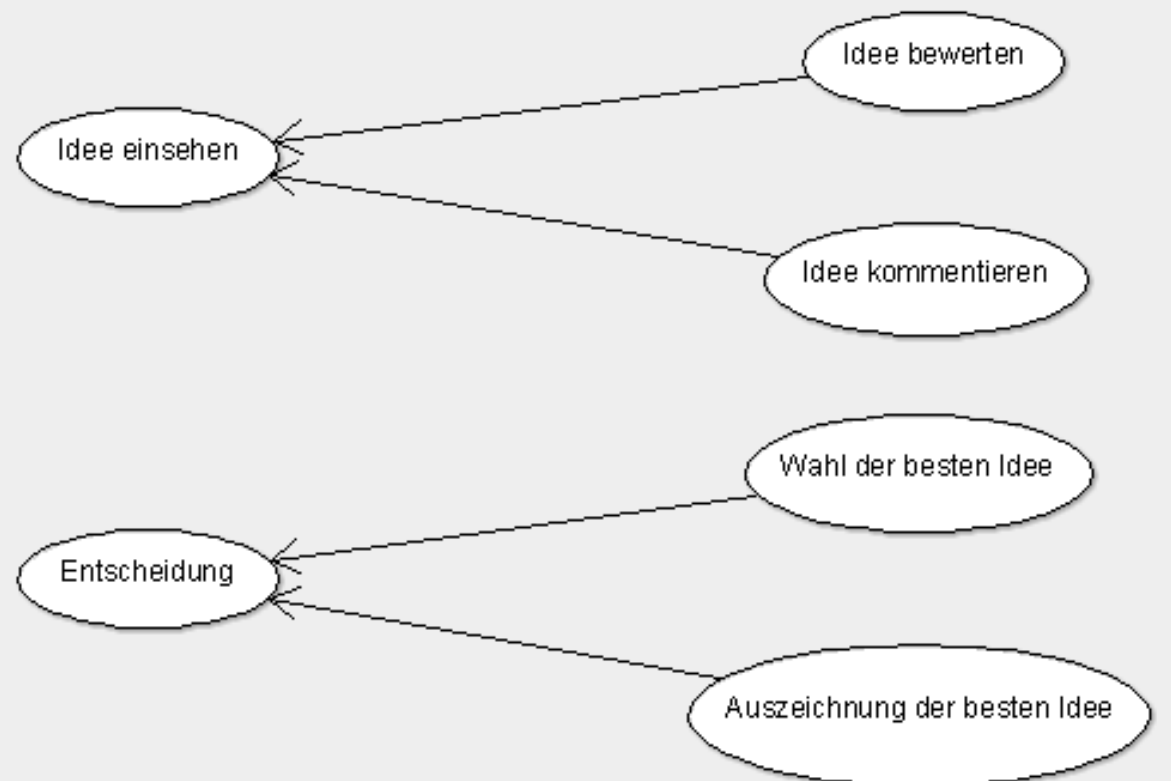 Idee bewerten
Idee einsehen
Idee kommentieren
Wahl der besten Idee
Entscheidung
Auszeichnung der besten Idee